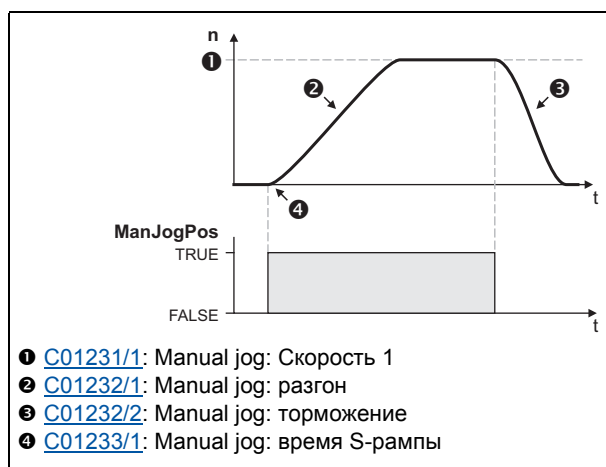 n
❶
❷
❸
t
❹
ManJogPos
TRUE
FALSE
t
❶ C01231/1: Manual jog: Скорость 1
❷ C01232/1: Manual jog: разгон
❸ C01232/2: Manual jog: торможение
❹ C01233/1: Manual jog: время S-рампы